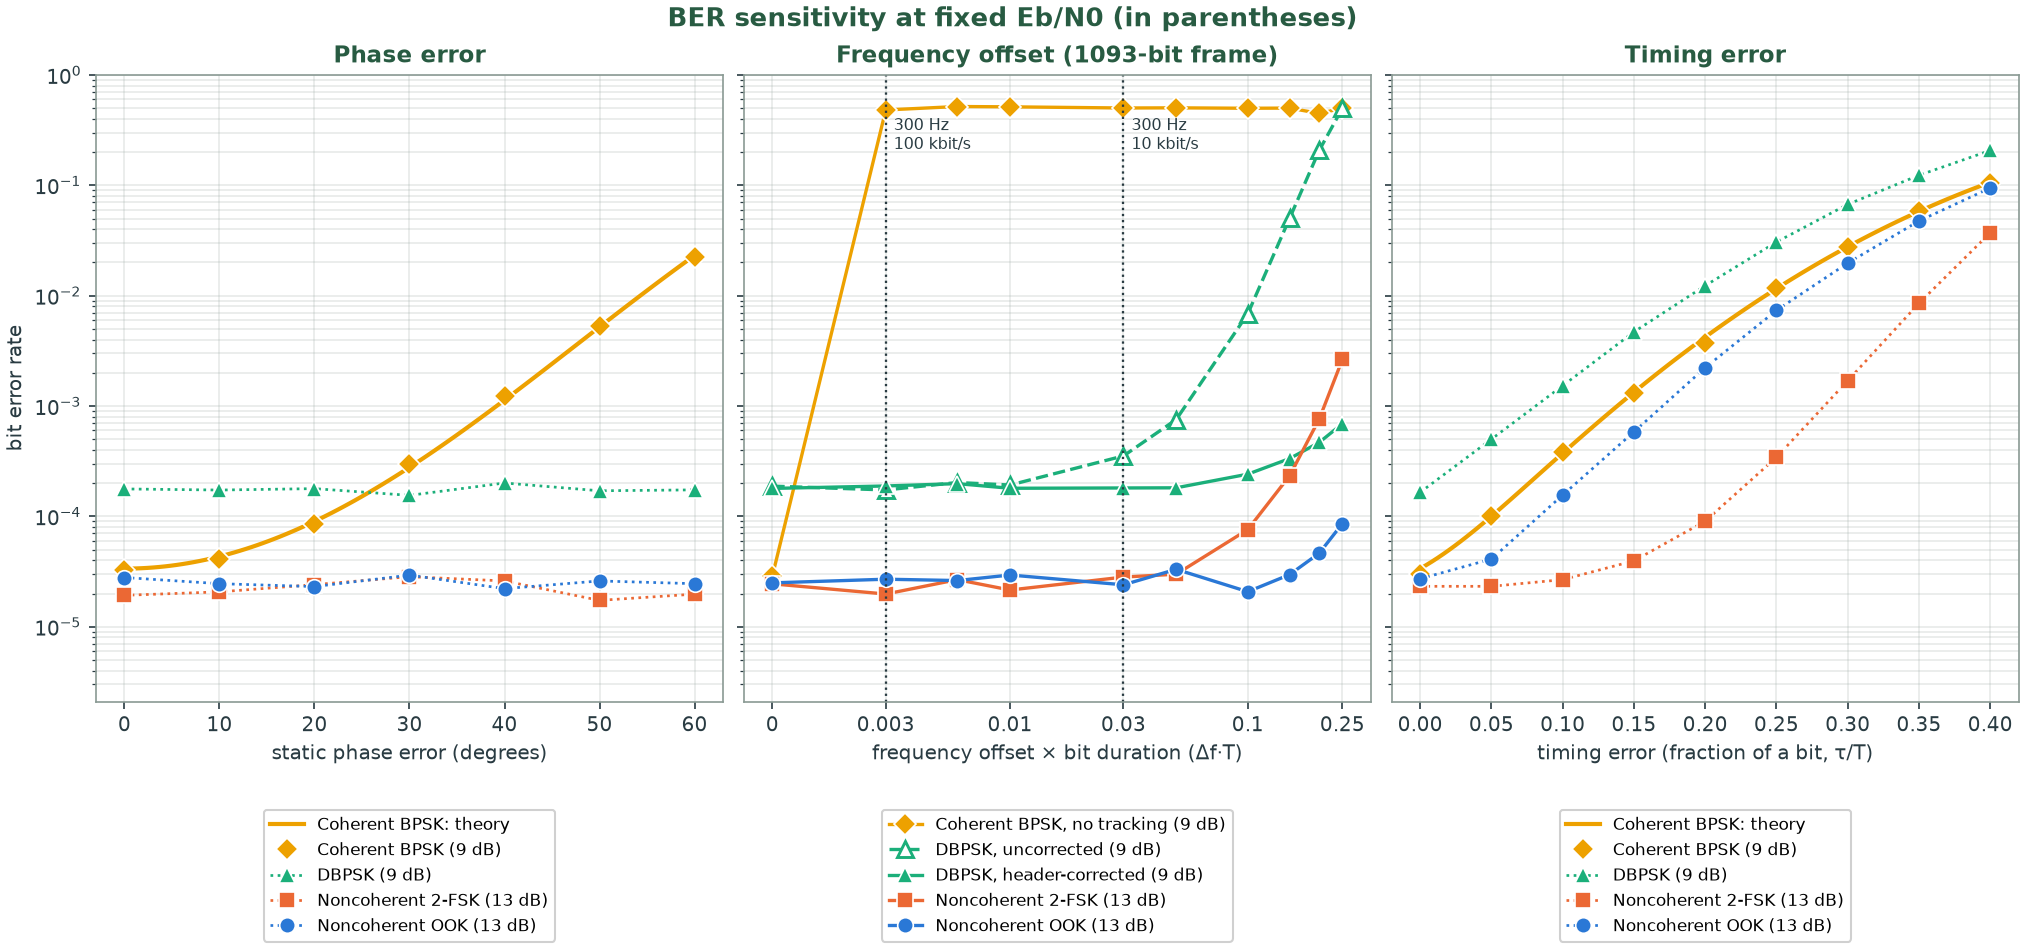 BER sensitivity at fixed Eb/N0 (in parentheses)
Phase error
Frequency offset (1093-bit frame)
Timing error
bit error rate
10⁰
10⁻¹
10⁻²
10⁻³
10⁻⁴
10⁻⁵
0 10 20 30 40 50 60
static phase error (degrees)
300 Hz
100 kbit/s
300 Hz
10 kbit/s
0 0.003 0.01 0.03 0.1 0.25
frequency offset × bit duration (Δf·T)
0.00 0.05 0.10 0.15 0.20 0.25 0.30 0.35 0.40
timing error (fraction of a bit, τ/T)
Coherent BPSK: theory
Coherent BPSK (9 dB)
DBPSK (9 dB)
Noncoherent 2-FSK (13 dB)
Noncoherent OOK (13 dB)
Coherent BPSK, no tracking (9 dB)
DBPSK, uncorrected (9 dB)
DBPSK, header-corrected (9 dB)
Noncoherent 2-FSK (13 dB)
Noncoherent OOK (13 dB)
Coherent BPSK: theory
Coherent BPSK (9 dB)
DBPSK (9 dB)
Noncoherent 2-FSK (13 dB)
Noncoherent OOK (13 dB)